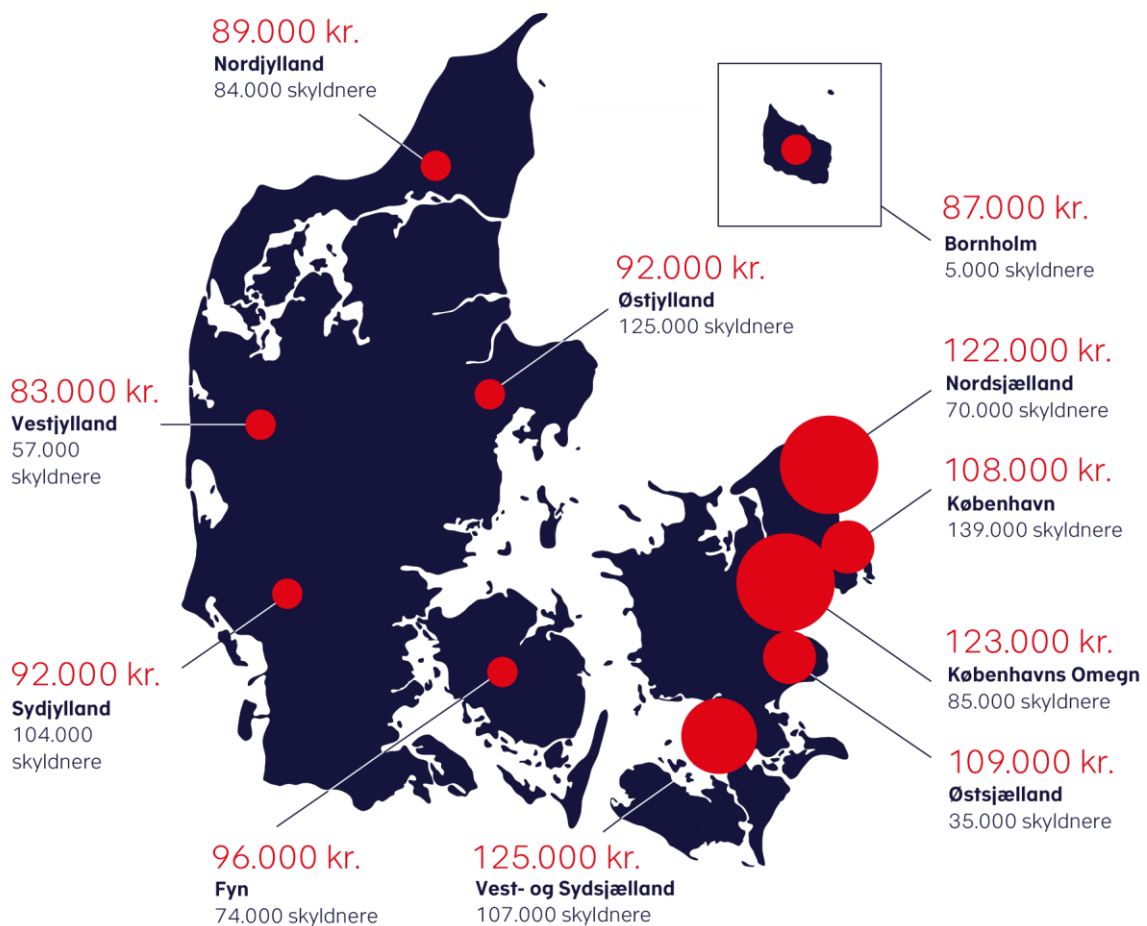 89.000 kr.
Nordjylland
84.000 skyldnere
87.000 kr.
Bornholm
5.000 skyldnere
92.000 kr.
Østjylland
125.000 skyldnere
122.000 kr.
Nordsjælland
70.000 skyldnere
83.000 kr.
Vestjylland
57.000
skyldnere
108.000 kr.
København
139.000 skyldnere
123.000 kr.
Københavns Omegn
85.000 skyldnere
92.000 kr.
Sydjylland
104.000
skyldnere
109.000 kr.
Østsjælland
35.000 skyldnere
96.000 kr.
Fyn
74.000 skyldnere
125.000 kr.
Vest- og Sydsjælland
107.000 skyldnere